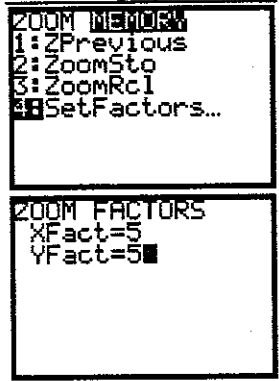 ZOOM MEMORY
1:ZPrevious
2:ZoomSto
3:ZoomRcl
4:SetFactors…
ZOOM FACTORS
XFact=5
YFact=5